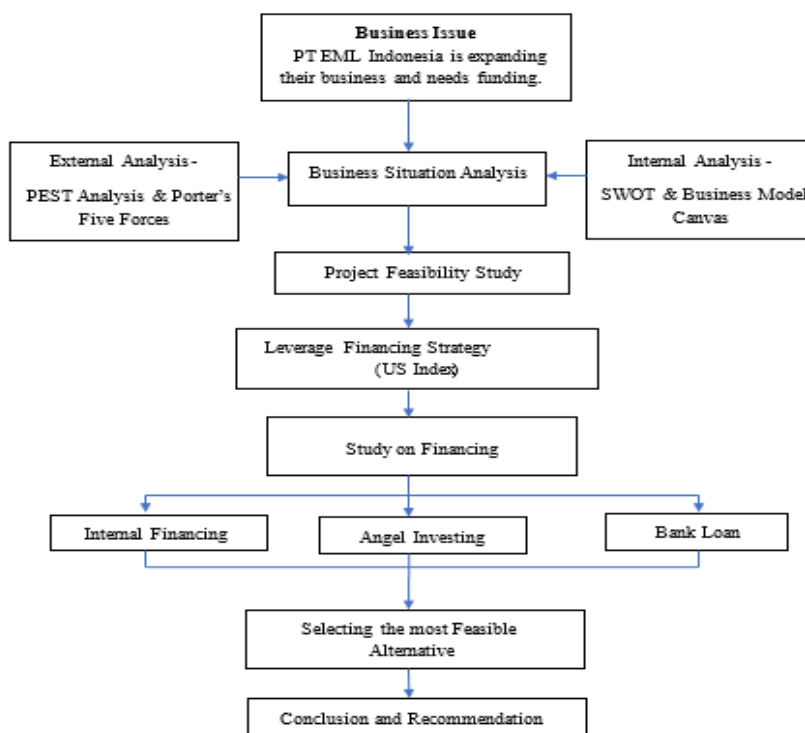 Business Issue
PT EML Indonesia is expanding
their business and needs funding.
External Analysis -
PEST Analysis & Porter's
Five Forces
Business Situation Analysis
Internal Analysis -
SWOT & Business Model
Canvas
Project Feasibility Study
Leverage Financing Strategy
(US Index)
Study on Financing
Internal Financing
Angel Investing
Bank Loan
Selecting the most Feasible
Alternative
Conclusion and Recommendation